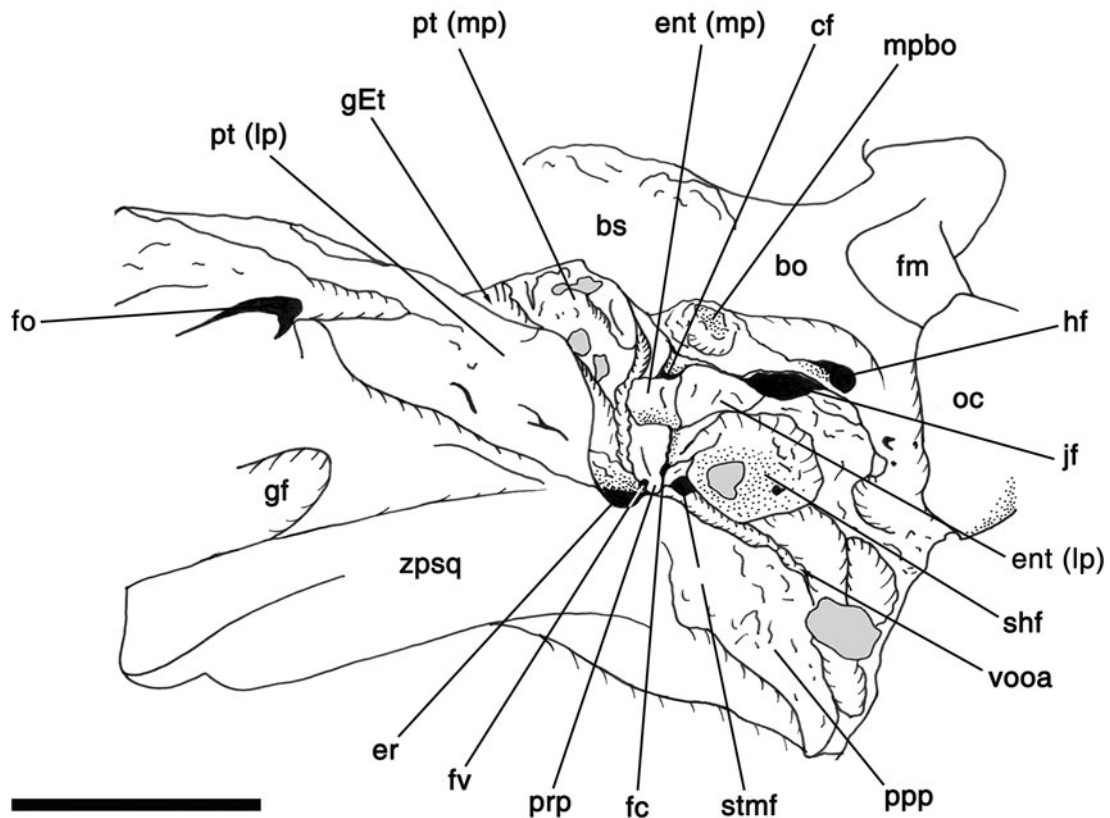 pt (mp)
ent (mp)
cf
mpbo
gEt
pt (lp)
bs
bo
fm
fo
hf
oc
jf
gf
zpsq
ent (lp)
shf
vooa
er
fv
prp
fc
stmf
ppp